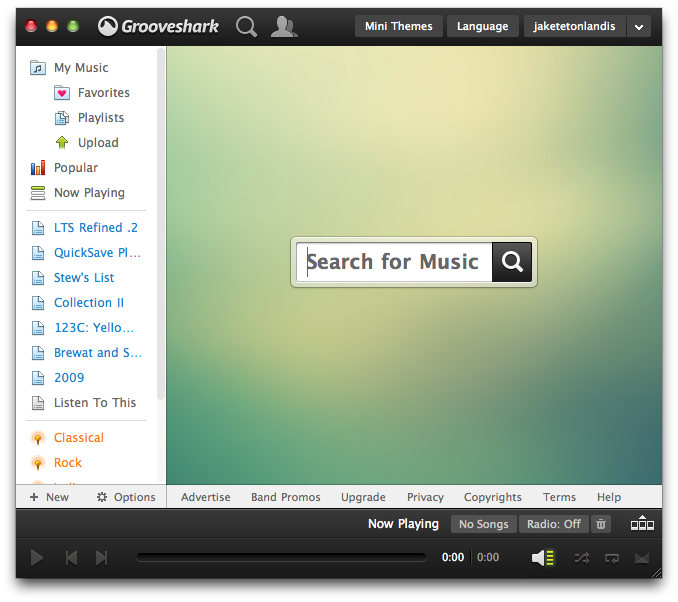 Grooveshark
Mini Themes
Language
jaketetonlandis
My Music
Favorites
Playlists
Upload
Popular
Now Playing
LTS Refined .2
QuickSave Pl...
Stew's List
Collection II
123C: Yello...
Brewat and S...
2009
Listen To This
Classical
Rock
Search for Music
New
Options
Advertise
Band Promos
Upgrade
Privacy
Copyrights
Terms
Help
Now Playing
No Songs
Radio: Off
0:00
0:00